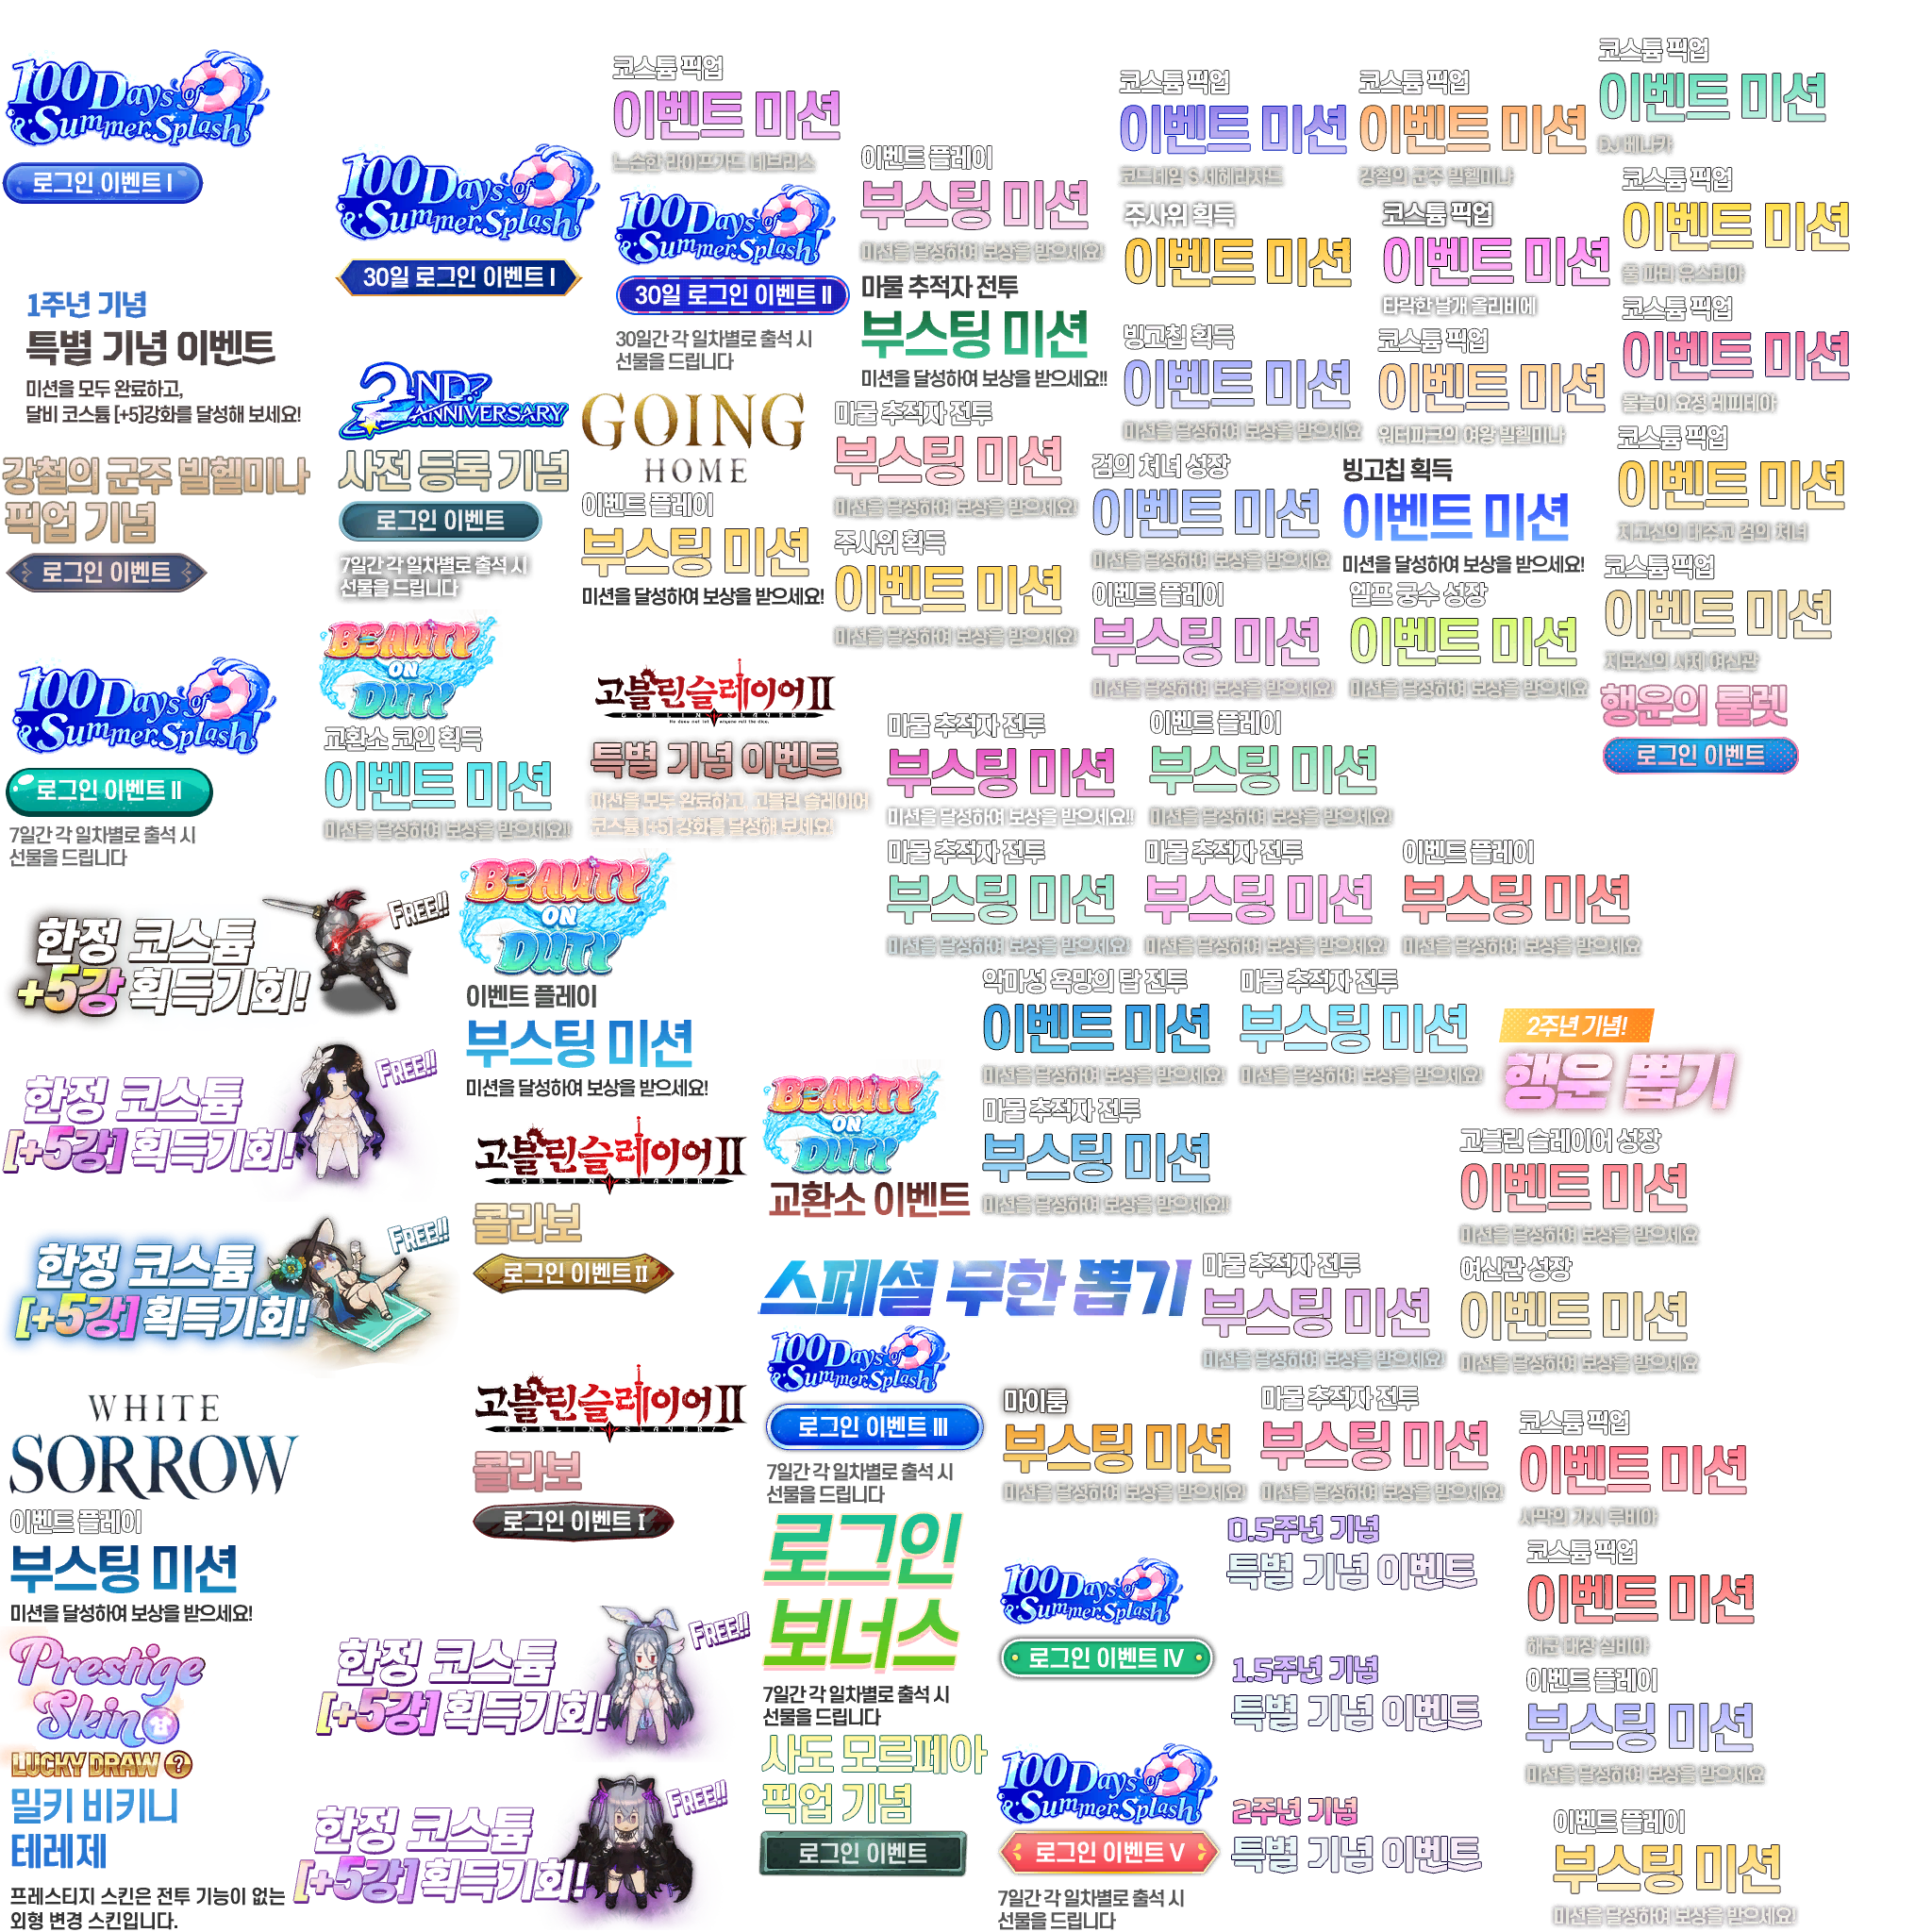 100 Days of
Summer Splash!
로그인 이벤트 I
1주년 기념
특별 기념 이벤트
미션을 모두 완료하고,
달비 코스튬 [+5]강화를 달성해 보세요!
강철의 군주 빌헬미나
픽업 기념
로그인 이벤트
100 Days of
Summer Splash!
로그인 이벤트 II
7일간 각 일차별로 출석 시
선물을 드립니다
한정 코스튬
+5강 획득기회!
FREE!!
한정 코스튬
[+5강] 획득기회!
FREE!!
한정 코스튬
[+5강] 획득기회!
FREE!!
WHITE
SORROW
이벤트 플레이
부스팅 미션
미션을 달성하여 보상을 받으세요!
Prestige
Skin
LUCKY DRAW ?
밀키 비키니
테레제
프레스티지 스킨은 전투 기능이 없는
외형 변경 스킨입니다.
100 Days of
Summer Splash!
30일 로그인 이벤트 I
2ND
ANNIVERSARY
사전 등록 기념
로그인 이벤트
7일간 각 일차별로 출석 시
선물을 드립니다
BEAUTY
ON
DUTY
교환소 코인 획득
이벤트 미션
미션을 달성하여 보상을 받으세요!!
BEAUTY
ON
DUTY
이벤트 플레이
부스팅 미션
미션을 달성하여 보상을 받으세요!
고블린슬레이어 II
GOBLIN SLAYER!
콜라보
로그인 이벤트 II
고블린슬레이어 II
GOBLIN SLAYER!
콜라보
로그인 이벤트 I
한정 코스튬
[+5강] 획득기회!
FREE!!
한정 코스튬
[+5강] 획득기회!
FREE!!
코스튬 픽업
이벤트 미션
느슨한 라이프가드 데브리스
100 Days of
Summer Splash!
30일 로그인 이벤트 II
30일간 각 일차별로 출석 시
선물을 드립니다
GOING
HOME
이벤트 플레이
부스팅 미션
미션을 달성하여 보상을 받으세요!
고블린슬레이어 II
GOBLIN SLAYER!
He does not let anyone roll the dice.
특별 기념 이벤트
미션을 모두 완료하고, 고블린 슬레이어
코스튬 [+5] 강화를 달성해 보세요!
이벤트 플레이
부스팅 미션
미션을 달성하여 보상을 받으세요!
마물 추적자 전투
부스팅 미션
미션을 달성하여 보상을 받으세요!!
마물 추적자 전투
부스팅 미션
미션을 달성하여 보상을 받으세요!
주사위 획득
이벤트 미션
미션을 달성하여 보상을 받으세요!
마물 추적자 전투
부스팅 미션
미션을 달성하여 보상을 받으세요!!
이벤트 플레이
부스팅 미션
미션을 달성하여 보상을 받으세요!
마물 추적자 전투
부스팅 미션
미션을 달성하여 보상을 받으세요!
마물 추적자 전투
부스팅 미션
미션을 달성하여 보상을 받으세요!
이벤트 플레이
부스팅 미션
미션을 달성하여 보상을 받으세요
악마성 욕망의 탑 전투
이벤트 미션
미션을 달성하여 보상을 받으세요!
마물 추적자 전투
부스팅 미션
미션을 달성하여 보상을 받으세요!
마물 추적자 전투
부스팅 미션
미션을 달성하여 보상을 받으세요!!
BEAUTY
ON
DUTY
교환소 이벤트
스페셜 무한 뽑기
마물 추적자 전투
부스팅 미션
미션을 달성하여 보상을 받으세요!
100 Days of
Summer Splash!
로그인 이벤트 III
7일간 각 일차별로 출석 시
선물을 드립니다
로그인
보너스
7일간 각 일차별로 출석 시
선물을 드립니다
사도 모르페아
픽업 기념
로그인 이벤트
마이룸
부스팅 미션
미션을 달성하여 보상을 받으세요!
마물 추적자 전투
부스팅 미션
미션을 달성하여 보상을 받으세요!
100 Days of
Summer Splash!
로그인 이벤트 IV
100 Days of
Summer Splash!
로그인 이벤트 V
7일간 각 일차별로 출석 시
선물을 드립니다
0.5주년 기념
특별 기념 이벤트
1.5주년 기념
특별 기념 이벤트
2주년 기념
특별 기념 이벤트
코스튬 픽업
이벤트 미션
코드네임 S 셰헤라자드
코스튬 픽업
이벤트 미션
강철의 군주 빌헬미나
주사위 획득
이벤트 미션
코스튬 픽업
이벤트 미션
타락한 날개 올리비에
빙고칩 획득
이벤트 미션
미션을 달성하여 보상을 받으세요
코스튬 픽업
이벤트 미션
워터파크의 여왕 빌헬미나
검의 처녀 성장
이벤트 미션
미션을 달성하여 보상을 받으세요
빙고칩 획득
이벤트 미션
미션을 달성하여 보상을 받으세요!
이벤트 플레이
부스팅 미션
미션을 달성하여 보상을 받으세요!
엘프 궁수 성장
이벤트 미션
미션을 달성하여 보상을 받으세요
코스튬 픽업
이벤트 미션
DJ 베나카
코스튬 픽업
이벤트 미션
풀 파티 유스티아
코스튬 픽업
이벤트 미션
물놀이 요정 레피테아
코스튬 픽업
이벤트 미션
지고신의 대주교 검의 처녀
코스튬 픽업
이벤트 미션
지모신의 사제 여신관
행운의 룰렛
로그인 이벤트
2주년 기념!
행운 뽑기
고블린 슬레이어 성장
이벤트 미션
미션을 달성하여 보상을 받으세요
여신관 성장
이벤트 미션
미션을 달성하여 보상을 받으세요
코스튬 픽업
이벤트 미션
사막의 가시 루비아
코스튬 픽업
이벤트 미션
해군 대장 실비아
이벤트 플레이
부스팅 미션
미션을 달성하여 보상을 받으세요
이벤트 플레이
부스팅 미션
미션을 달성하여 보상을 받으세요!